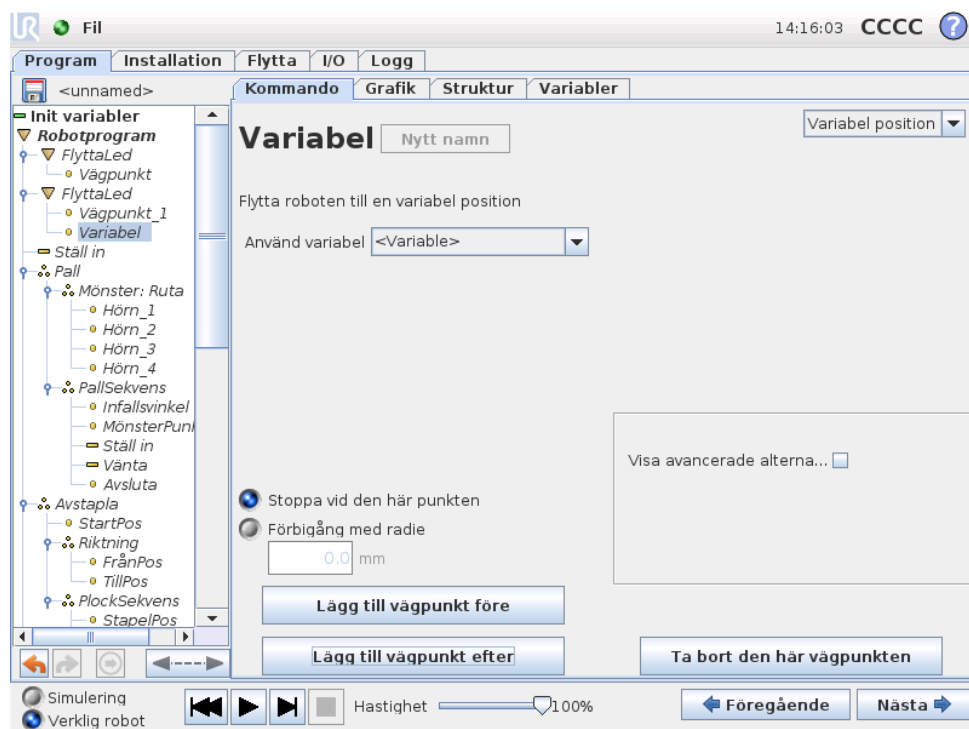 UR Fil 14:16:03 CCCC ?
Program Installation Flytta I/O Logg
<unnamed>
Kommando Grafik Struktur Variabler
Init variabler
Robotprogram
FlyttaLed
Vägpunkt
FlyttaLed
Vägpunkt_1
Variabel
Ställ in
Pall
Mönster: Ruta
Hörn_1
Hörn_2
Hörn_3
Hörn_4
PallSekvens
Infallsvinkel
MönsterPunl
Ställ in
Vänta
Avsluta
Avstapla
StartPos
Riktning
FrånPos
TillPos
PlockSekvens
StapelPos
Variabel Nytt namn
Variabel position
Flytta roboten till en variabel position
Använd variabel <Variable>
Visa avancerade alterna...
Stoppa vid den här punkten
Förbigång med radie
0.0 mm
Lägg till vägpunkt före
Lägg till vägpunkt efter
Ta bort den här vägpunkten
Simulering
Verklig robot
Hastighet 100%
Föregående
Nästa